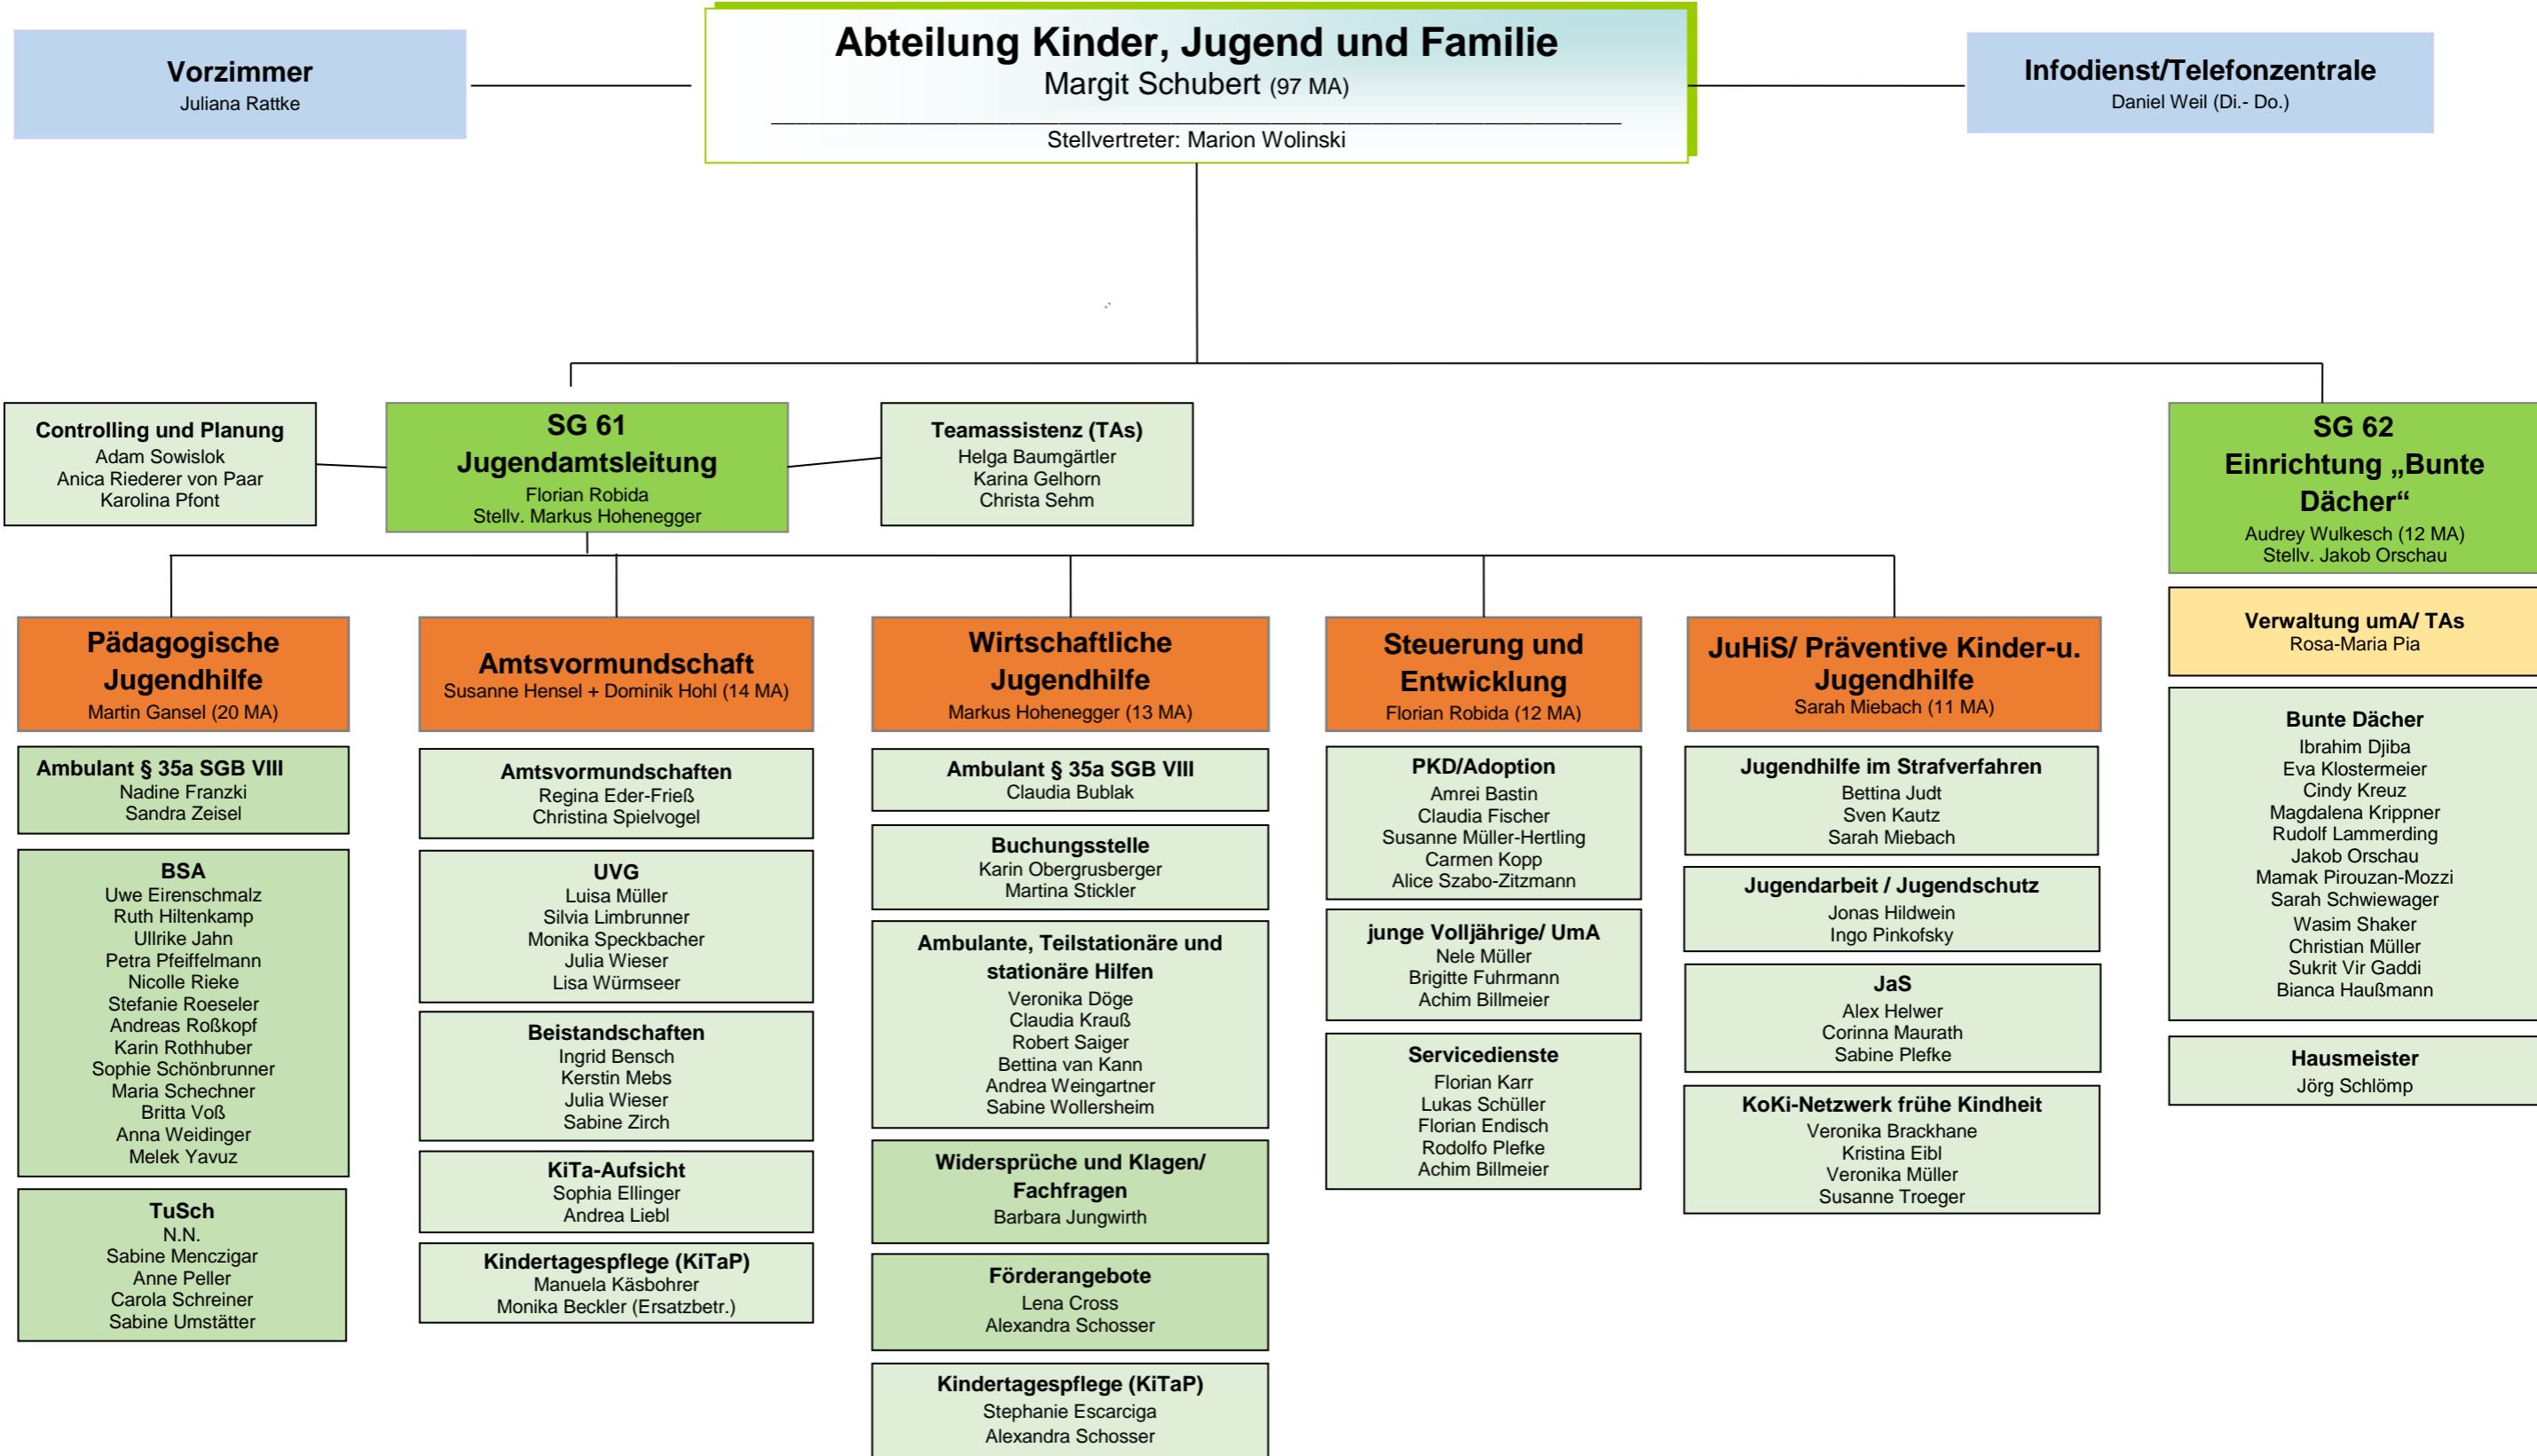 Vorzimmer
Juliana Rattke
Abteilung Kinder, Jugend und Familie
Margit Schubert (97 MA)
Stellvertreter: Marion Wolinski
Infodienst/Telefonzentrale
Daniel Weil (Di.- Do.)
Controlling und Planung
Adam Sowislok
Anica Riederer von Paar
Karolina Pfont
SG 61
Jugendamtsleitung
Florian Robida
Stellv. Markus Hohenegger
Teamassistenz (TAs)
Helga Baumgärtler
Karina Gelhorn
Christa Sehm
SG 62
Einrichtung „Bunte
Dächer“
Audrey Wulkesch (12 MA)
Stellv. Jakob Orschau
Pädagogische
Jugendhilfe
Martin Gansel (20 MA)
Ambulant § 35a SGB VIII
Nadine Franzki
Sandra Zeisel
BSA
Uwe Eirenschmalz
Ruth Hiltenkamp
Ullrike Jahn
Petra Pfeiffelmann
Nicolle Rieke
Stefanie Roeseler
Andreas Roßkopf
Karin Rothhuber
Sophie Schönbrunner
Maria Schechner
Britta Voß
Anna Weidinger
Melek Yavuz
TuSch
N.N.
Sabine Menczigar
Anne Peller
Carola Schreiner
Sabine Umstätter
Amtsvormundschaft
Susanne Hensel + Dominik Hohl (14 MA)
Amtsvormundschaften
Regina Eder-Frieß
Christina Spielvogel
UVG
Luisa Müller
Silvia Limbrunner
Monika Speckbacher
Julia Wieser
Lisa Würmseer
Beistandschaften
Ingrid Bensch
Kerstin Mebs
Julia Wieser
Sabine Zirch
KiTa-Aufsicht
Sophia Ellinger
Andrea Liebl
Kindertagespflege (KiTaP)
Manuela Käsbohrer
Monika Beckler (Ersatzbetr.)
Wirtschaftliche
Jugendhilfe
Markus Hohenegger (13 MA)
Ambulant § 35a SGB VIII
Claudia Bublak
Buchungsstelle
Karin Obergrusberger
Martina Stickler
Ambulante, Teilstationäre und
stationäre Hilfen
Veronika Döge
Claudia Krauß
Robert Saiger
Bettina van Kann
Andrea Weingartner
Sabine Wollersheim
Widersprüche und Klagen/
Fachfragen
Barbara Jungwirth
Förderangebote
Lena Cross
Alexandra Schosser
Kindertagespflege (KiTaP)
Stephanie Escarciga
Alexandra Schosser
Steuerung und
Entwicklung
Florian Robida (12 MA)
PKD/Adoption
Amrei Bastin
Claudia Fischer
Susanne Müller-Hertling
Carmen Kopp
Alice Szabo-Zitzmann
junge Volljährige/ UmA
Nele Müller
Brigitte Fuhrmann
Achim Billmeier
Servicedienste
Florian Karr
Lukas Schüller
Florian Endisch
Rodolfo Plefke
Achim Billmeier
JuHiS/ Präventive Kinder-u.
Jugendhilfe
Sarah Miebach (11 MA)
Jugendhilfe im Strafverfahren
Bettina Judt
Sven Kautz
Sarah Miebach
Jugendarbeit / Jugendschutz
Jonas Hildwein
Ingo Pinkofsky
JaS
Alex Helwer
Corinna Maurath
Sabine Plefke
KoKi-Netzwerk frühe Kindheit
Veronika Brackhane
Kristina Eibl
Veronika Müller
Susanne Troeger
Verwaltung umA/ TAs
Rosa-Maria Pia
Bunte Dächer
Ibrahim Djiba
Eva Klostermeier
Cindy Kreuz
Magdalena Krippner
Rudolf Lammerding
Jakob Orschau
Mamak Pirouzan-Mozzi
Sarah Schwiewager
Wasim Shaker
Christian Müller
Sukrit Vir Gaddi
Bianca Haußmann
Hausmeister
Jörg Schlömp